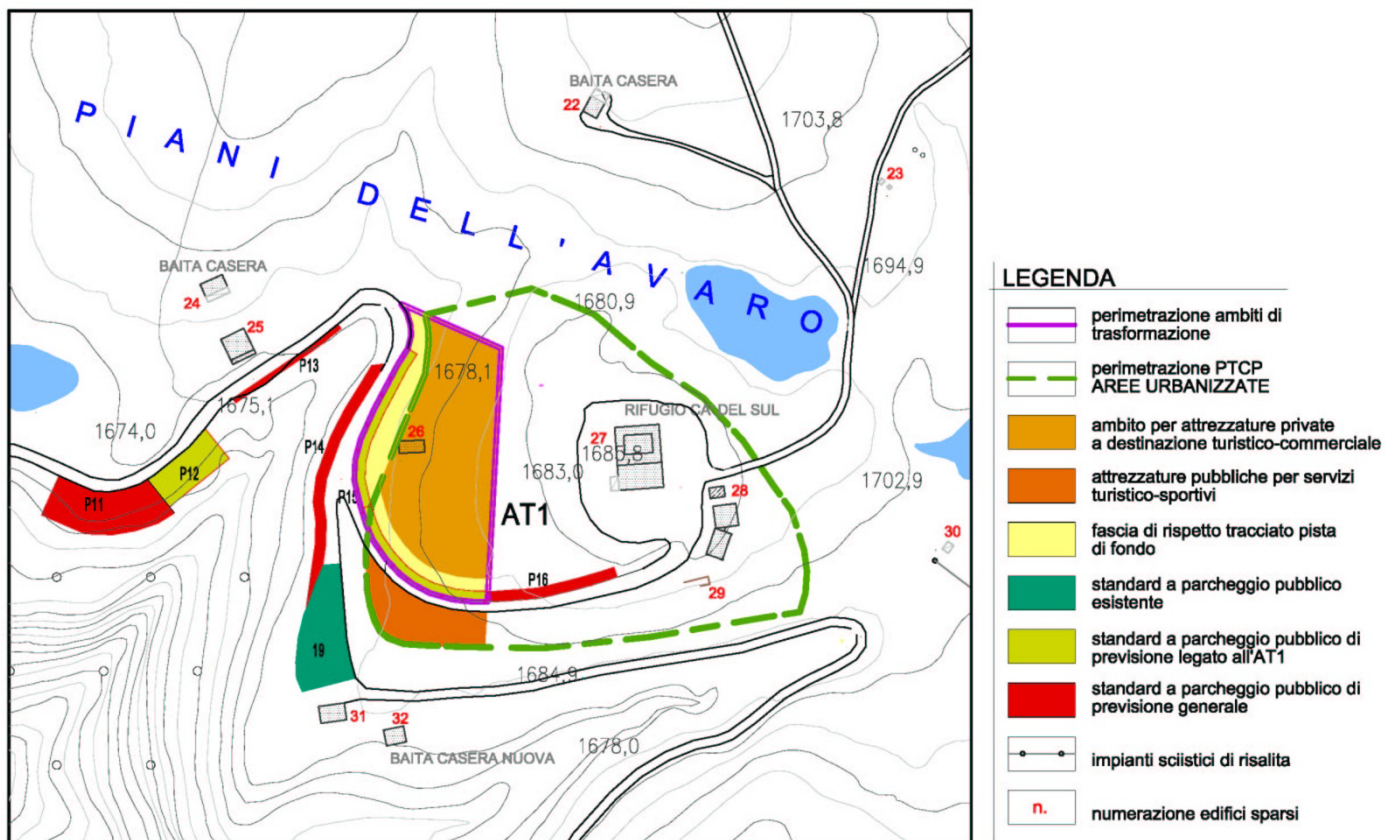 BAITA CASERA
22
1703,8
PIANI DELL'AVARO
23
1694,9
BAITA CASERA
24
25
1680,9
P13
1678,1
1675,1
1674,0
P14
RIFUGIO CA' DEL SUL
26
27
1685,8
1683,0
P12
P11
P15
AT1
28
1702,9
30
P16
29
19
1684,9
31
32
BAITA CASERA NUOVA
1678,0
LEGENDA
perimetrazione ambiti di
trasformazione
perimetrazione PTCP
AREE URBANIZZATE
ambito per attrezzature private
a destinazione turistico-commerciale
attrezzature pubbliche per servizi
turistico-sportivi
fascia di rispetto tracciato pista
di fondo
standard a parcheggio pubblico
esistente
standard a parcheggio pubblico di
previsione legato all'AT1
standard a parcheggio pubblico di
previsione generale
impianti sciistici di risalita
n.
numerazione edifici sparsi